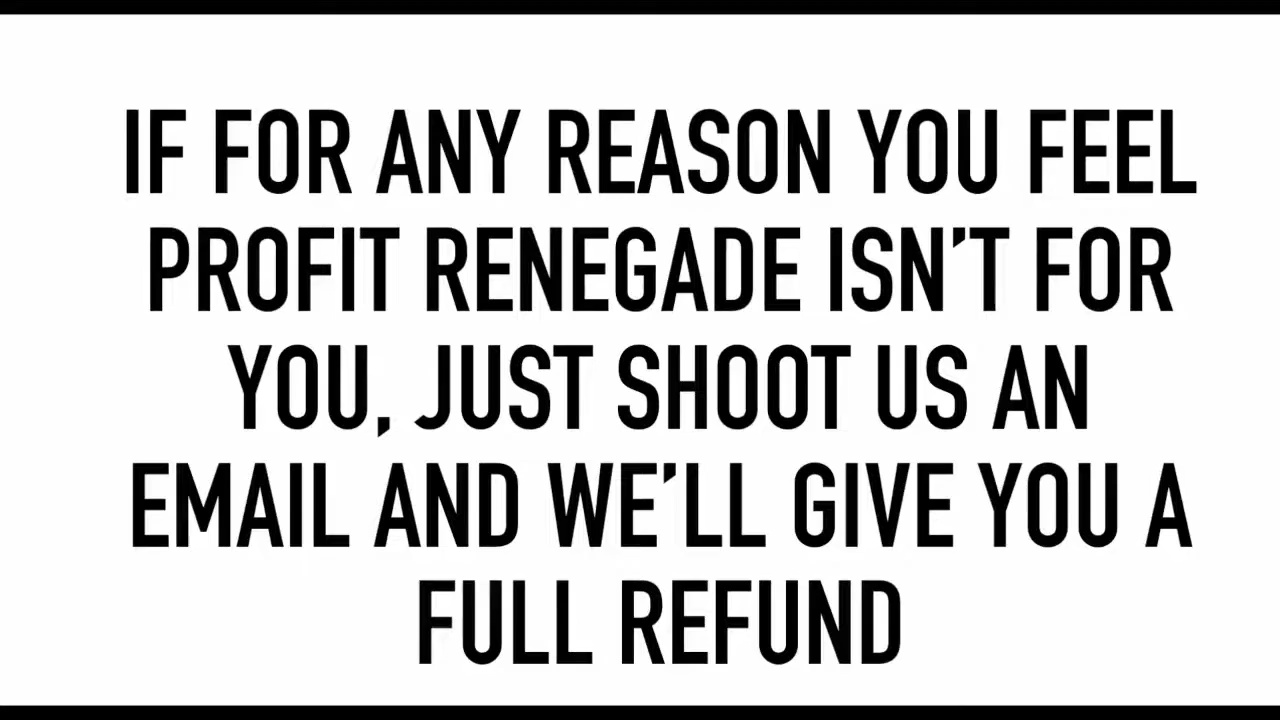 IF FOR ANY REASON YOU FEEL
PROFIT RENEGADE ISN’T FOR
YOU, JUST SHOOT US AN
EMAIL AND WE’LL GIVE YOU A
FULL REFUND